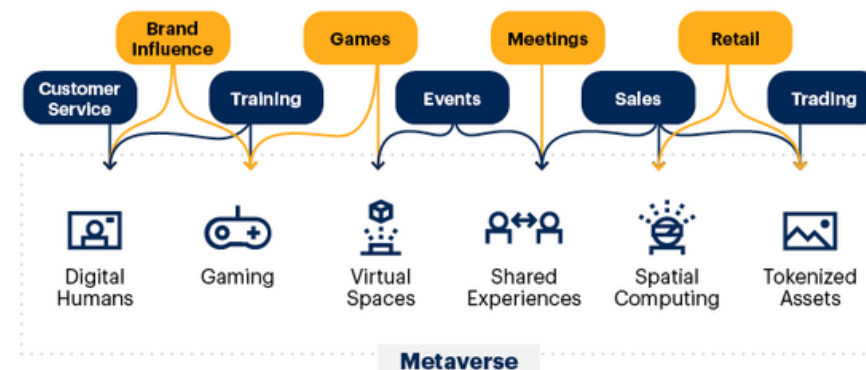 Brand
Influence
Games
Meetings
Retail
Customer
Service
Training
Events
Sales
Trading
Digital
Humans
Gaming
Virtual
Spaces
Shared
Experiences
Spatial
Computing
Tokenized
Assets
Metaverse